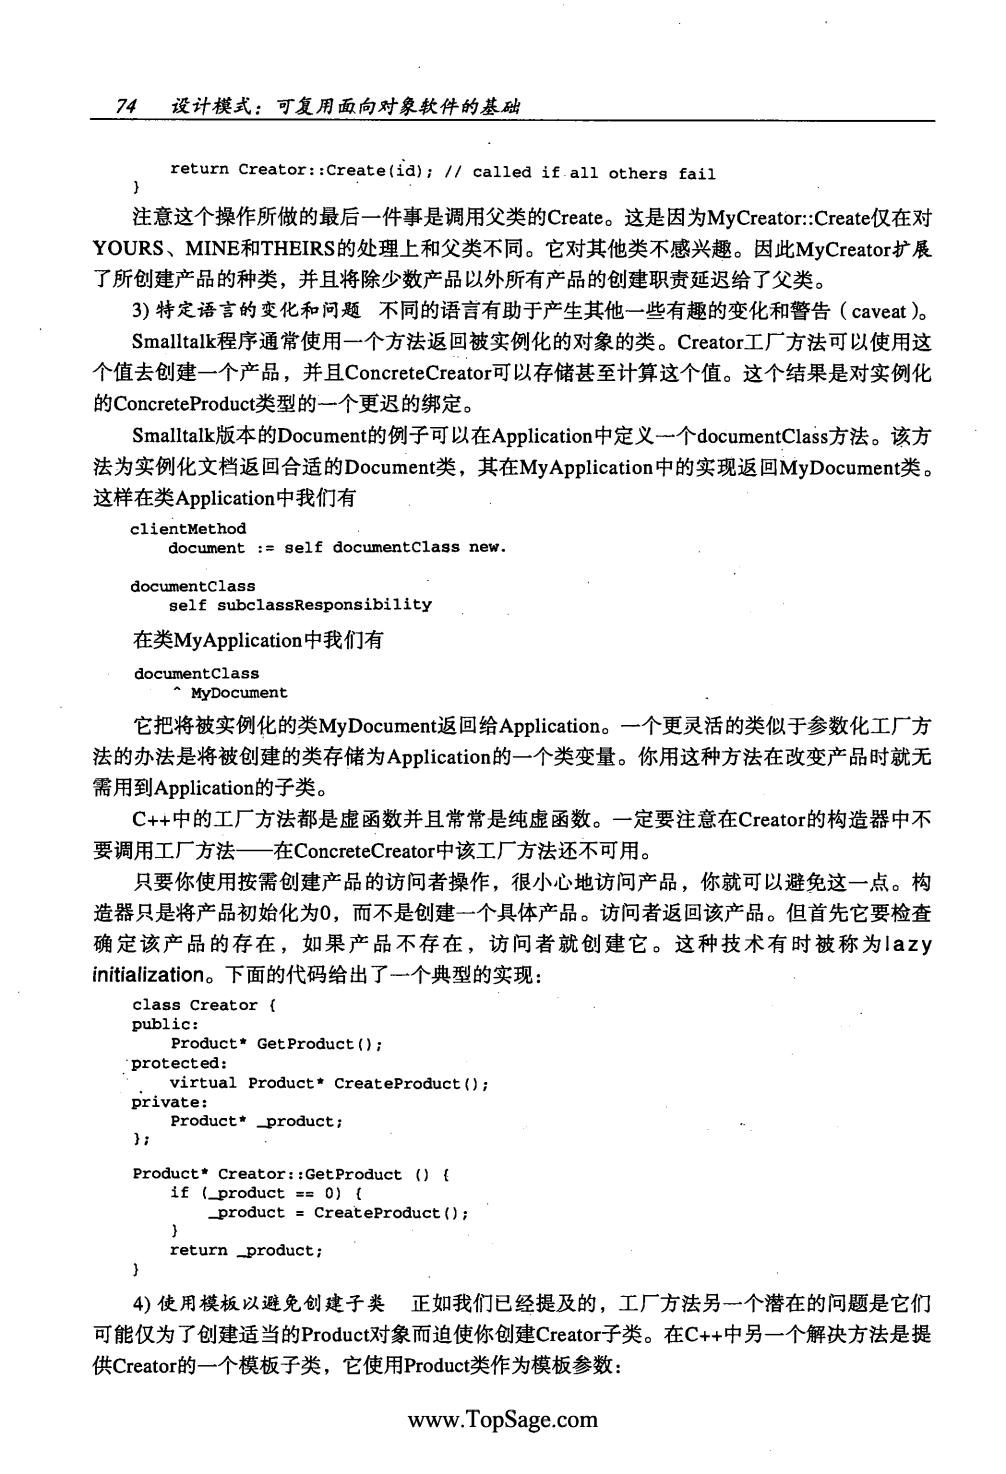 74 设计模式：可复用面向对象软件的基础
return Creator::Create(id); // called if all others fail
}
注意这个操作所做的最后一件事是调用父类的Create。这是因为MyCreator::Create仅在对
YOURS、MINE和THEIRS的处理上和父类不同。它对其他类不感兴趣。因此MyCreator扩展
了所创建产品的种类，并且将除少数产品以外所有产品的创建职责延迟给了父类。
3) 特定语言的变化和问题 不同的语言有助于产生其他一些有趣的变化和警告（caveat）。
Smalltalk程序通常使用一个方法返回被实例化的对象的类。Creator工厂方法可以使用这
个值去创建一个产品，并且ConcreteCreator可以存储甚至计算这个值。这个结果是对实例化
的ConcreteProduct类型的一个更迟的绑定。
Smalltalk版本的Document的例子可以在Application中定义一个documentClass方法。该方
法为实例化文档返回合适的Document类，其在MyApplication中的实现返回MyDocument类。
这样在类Application中我们有
clientMethod
document := self documentClass new.
documentClass
self subclassResponsibility
在类MyApplication中我们有
documentClass
^ MyDocument
它把将被实例化的类MyDocument返回给Application。一个更灵活的类似于参数化工厂方
法的办法是将被创建的类存储为Application的一个类变量。你用这种方法在改变产品时就无
需用到Application的子类。
C++中的工厂方法都是虚函数并且常常是纯虚函数。一定要注意在Creator的构造器中不
要调用工厂方法——在ConcreteCreator中该工厂方法还不可用。
只要你使用按需创建产品的访问者操作，很小心地访问产品，你就可以避免这一点。构
造器只是将产品初始化为0，而不是创建一个具体产品。访问者返回该产品。但首先它要检查
确定该产品的存在，如果产品不存在，访问者就创建它。这种技术有时被称为lazy
initialization。下面的代码给出了一个典型的实现：
class Creator {
public:
Product* GetProduct();
protected:
virtual Product* CreateProduct();
private:
Product* _product;
};
Product* Creator::GetProduct () {
if (_product == 0) {
_product = CreateProduct();
}
return _product;
}
4) 使用模板以避免创建子类 正如我们已经提及的，工厂方法另一个潜在的问题是它们
可能仅为了创建适当的Product对象而迫使你创建Creator子类。在C++中另一个解决方法是提
供Creator的一个模板子类，它使用Product类作为模板参数：
www.TopSage.com